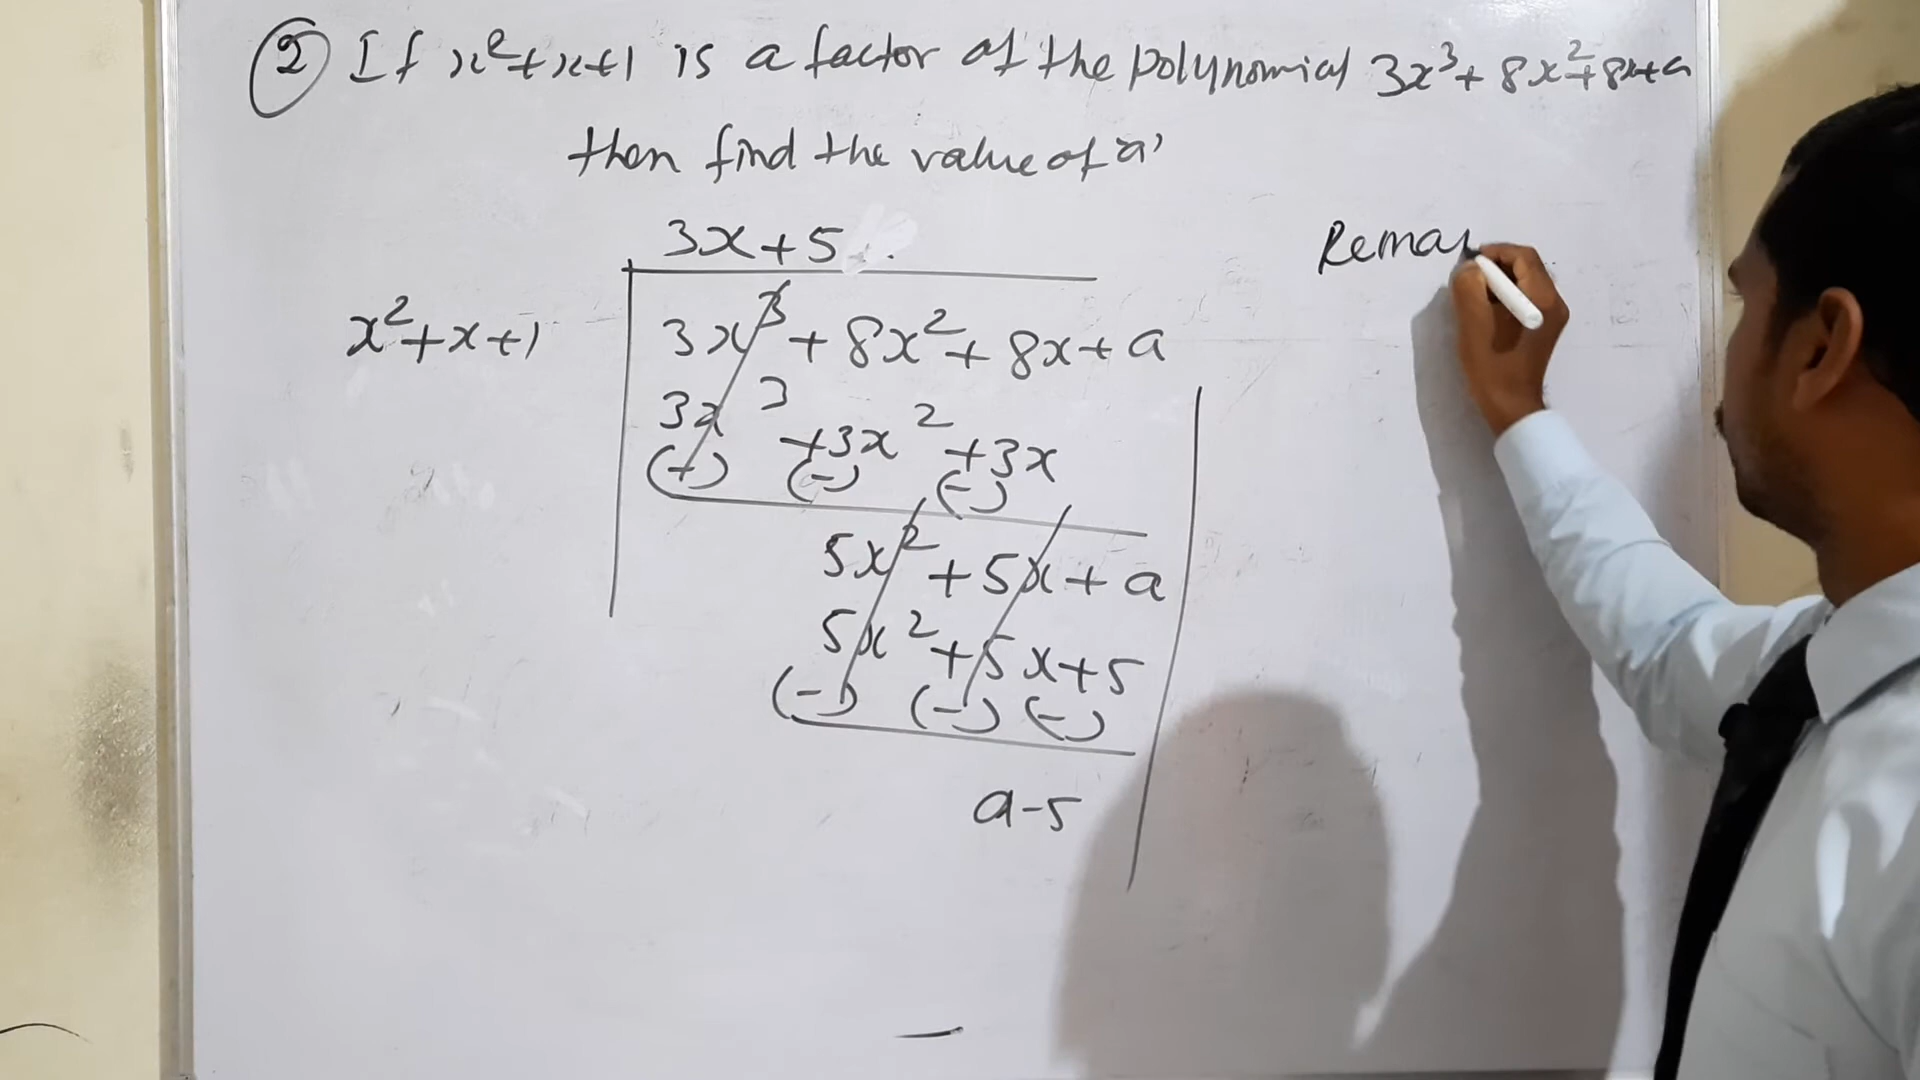 ② If x²+x+1 is a factor of the polynomial 3x³+8x²+8x+a
then find the value of 'a'
3x+5
Remar
x²+x+1
3x³+8x²+8x+a
3x³+3x²+3x
(-) (-) (-)
5x²+5x+a
5x²+5x+5
(-) (-) (-)
a-5